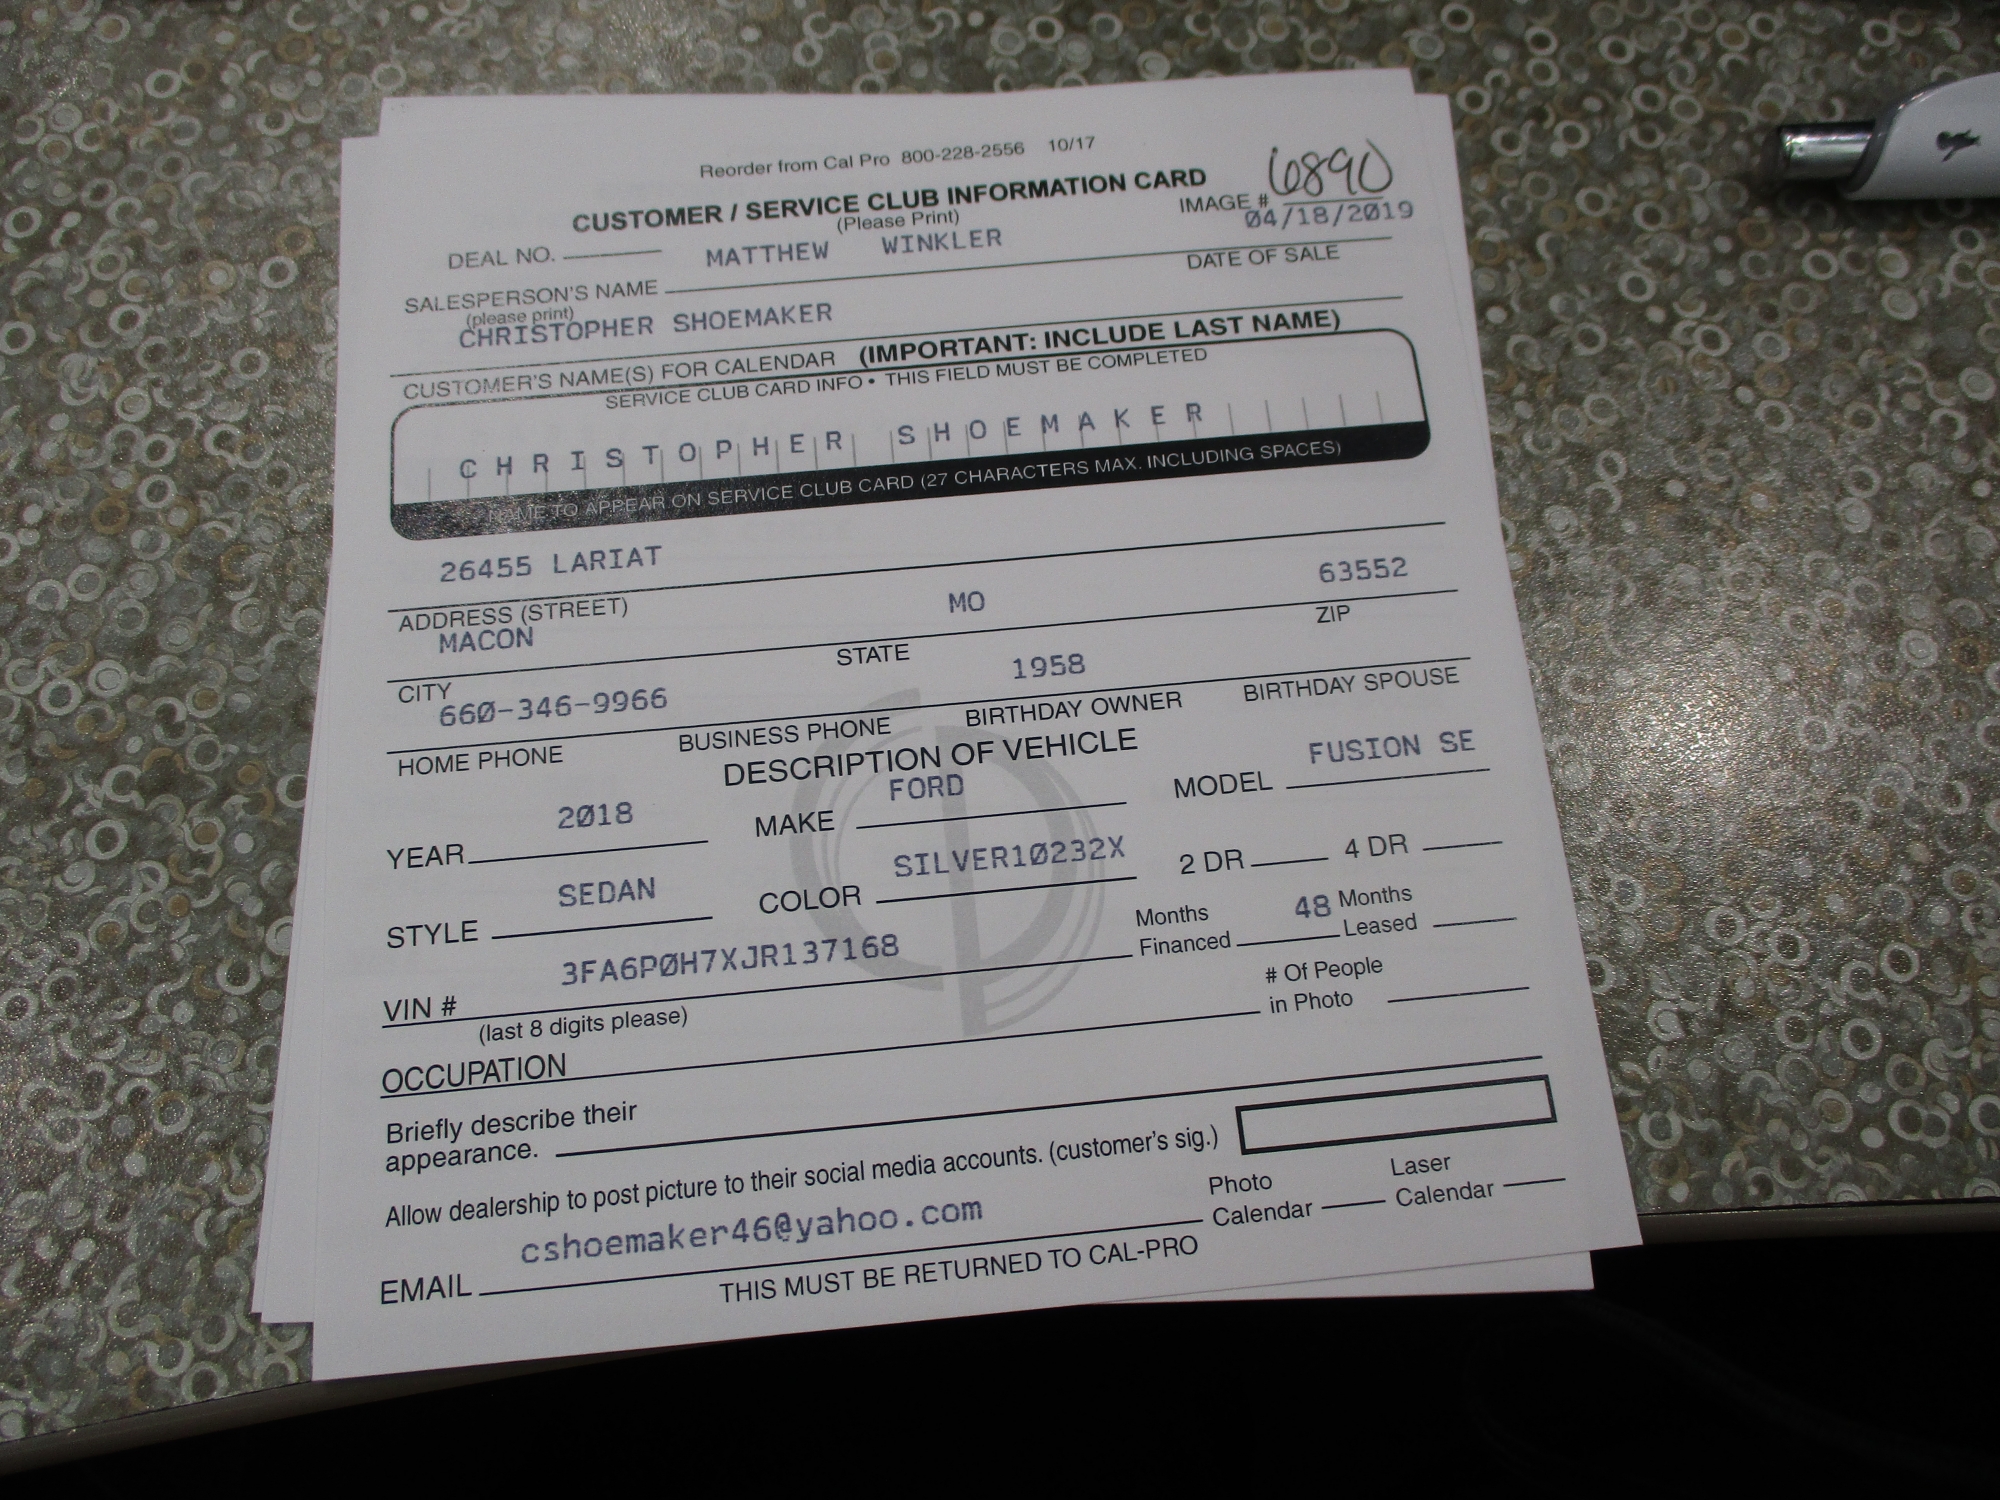 Reorder from Cal Pro 800-228-2556 10/17
CUSTOMER / SERVICE CLUB INFORMATION CARD
(Please Print)
IMAGE # 6890
04/18/2019
DEAL NO. MATTHEW WINKLER
DATE OF SALE
SALESPERSON'S NAME
(please print)
CHRISTOPHER SHOEMAKER
CUSTOMER'S NAME(S) FOR CALENDAR (IMPORTANT: INCLUDE LAST NAME)
SERVICE CLUB CARD INFO • THIS FIELD MUST BE COMPLETED
CHRISTOPHER SHOEMAKER
NAME TO APPEAR ON SERVICE CLUB CARD (27 CHARACTERS MAX. INCLUDING SPACES)
26455 LARIAT
ADDRESS (STREET)
MACON MO 63552
CITY STATE ZIP
660-346-9966 1958
HOME PHONE BUSINESS PHONE BIRTHDAY OWNER BIRTHDAY SPOUSE
DESCRIPTION OF VEHICLE
YEAR 2018 MAKE FORD MODEL FUSION SE
STYLE SEDAN COLOR SILVER10232X 2 DR 4 DR
VIN # 3FA6P0H7XJR137168 Months Financed 48 Months Leased
(last 8 digits please)
# Of People in Photo
OCCUPATION
Briefly describe their
appearance.
Allow dealership to post picture to their social media accounts. (customer's sig.)
EMAIL cshoemaker46@yahoo.com Photo Calendar Laser Calendar
THIS MUST BE RETURNED TO CAL-PRO